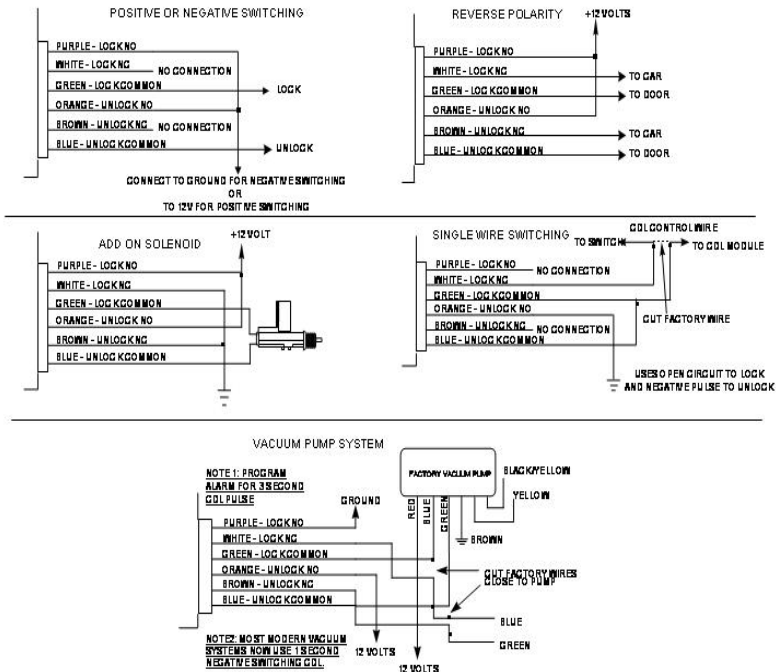 POSITIVE OR NEGATIVE SWITCHING
PURPLE - LOCK NO
WHITE - LOCK NC
NO CONNECTION
GREEN - LOCK COMMON
LOCK
ORANGE - UNLOCK NO
BROWN - UNLOCK NC
NO CONNECTION
BLUE - UNLOCK COMMON
UNLOCK
CONNECT TO GROUND FOR NEGATIVE SWITCHING
OR
TO 12V FOR POSITIVE SWITCHING
REVERSE POLARITY
+12 VOLTS
PURPLE - LOCK NO
WHITE - LOCK NC
TO CAR
GREEN - LOCK COMMON
TO DOOR
ORANGE - UNLOCK NO
BROWN - UNLOCK NC
TO CAR
BLUE - UNLOCK COMMON
TO DOOR
ADD ON SOLENOID
+12 VOLT
PURPLE - LOCK NO
WHITE - LOCK NC
GREEN - LOCK COMMON
ORANGE - UNLOCK NO
BROWN - UNLOCK NC
BLUE - UNLOCK COMMON
SINGLE WIRE SWITCHING
CDL CONTROL WIRE
TO SWITCH
TO CDL MODULE
PURPLE - LOCK NO
NO CONNECTION
WHITE - LOCK NC
GREEN - LOCK COMMON
ORANGE - UNLOCK NO
CUT FACTORY WIRE
BROWN - UNLOCK NC
NO CONNECTION
BLUE - UNLOCK COMMON
USES OPEN CIRCUIT TO LOCK
AND NEGATIVE PULSE TO UNLOCK
VACUUM PUMP SYSTEM
NOTE 1: PROGRAM
ALARM FOR 3 SECOND
CDL PULSE
GROUND
FACTORY VACUUM PUMP
BLACK/YELLOW
YELLOW
RED
BLUE
GREEN
BROWN
PURPLE - LOCK NO
WHITE - LOCK NC
GREEN - LOCK COMMON
ORANGE - UNLOCK NO
BROWN - UNLOCK NC
BLUE - UNLOCK COMMON
CUT FACTORY WIRES
CLOSE TO PUMP
BLUE
GREEN
NOTE2: MOST MODERN VACUUM
SYSTEMS NOW USE 1 SECOND
NEGATIVE SWITCHING CDL.
12 VOLTS
12 VOLTS